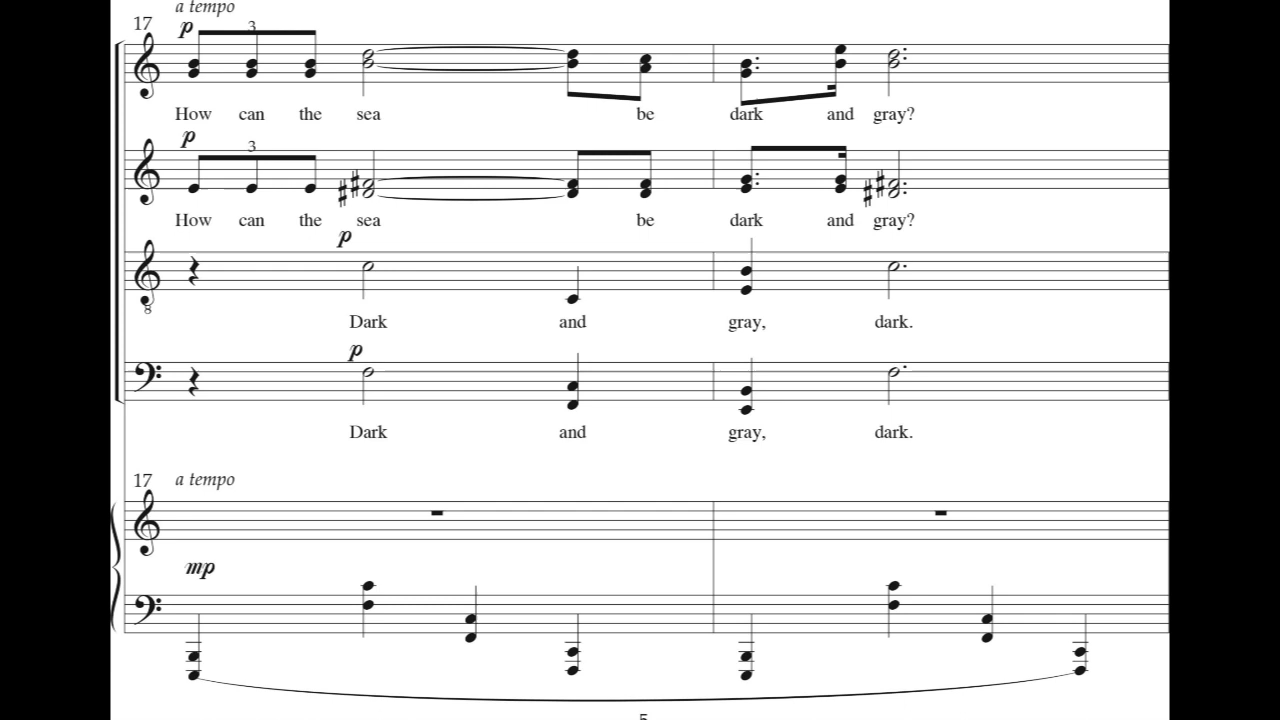 a tempo
17
p
3
How can the sea be dark and gray?
p
3
How can the sea be dark and gray?
p
8
Dark and gray, dark.
p
Dark and gray, dark.
17 a tempo
mp